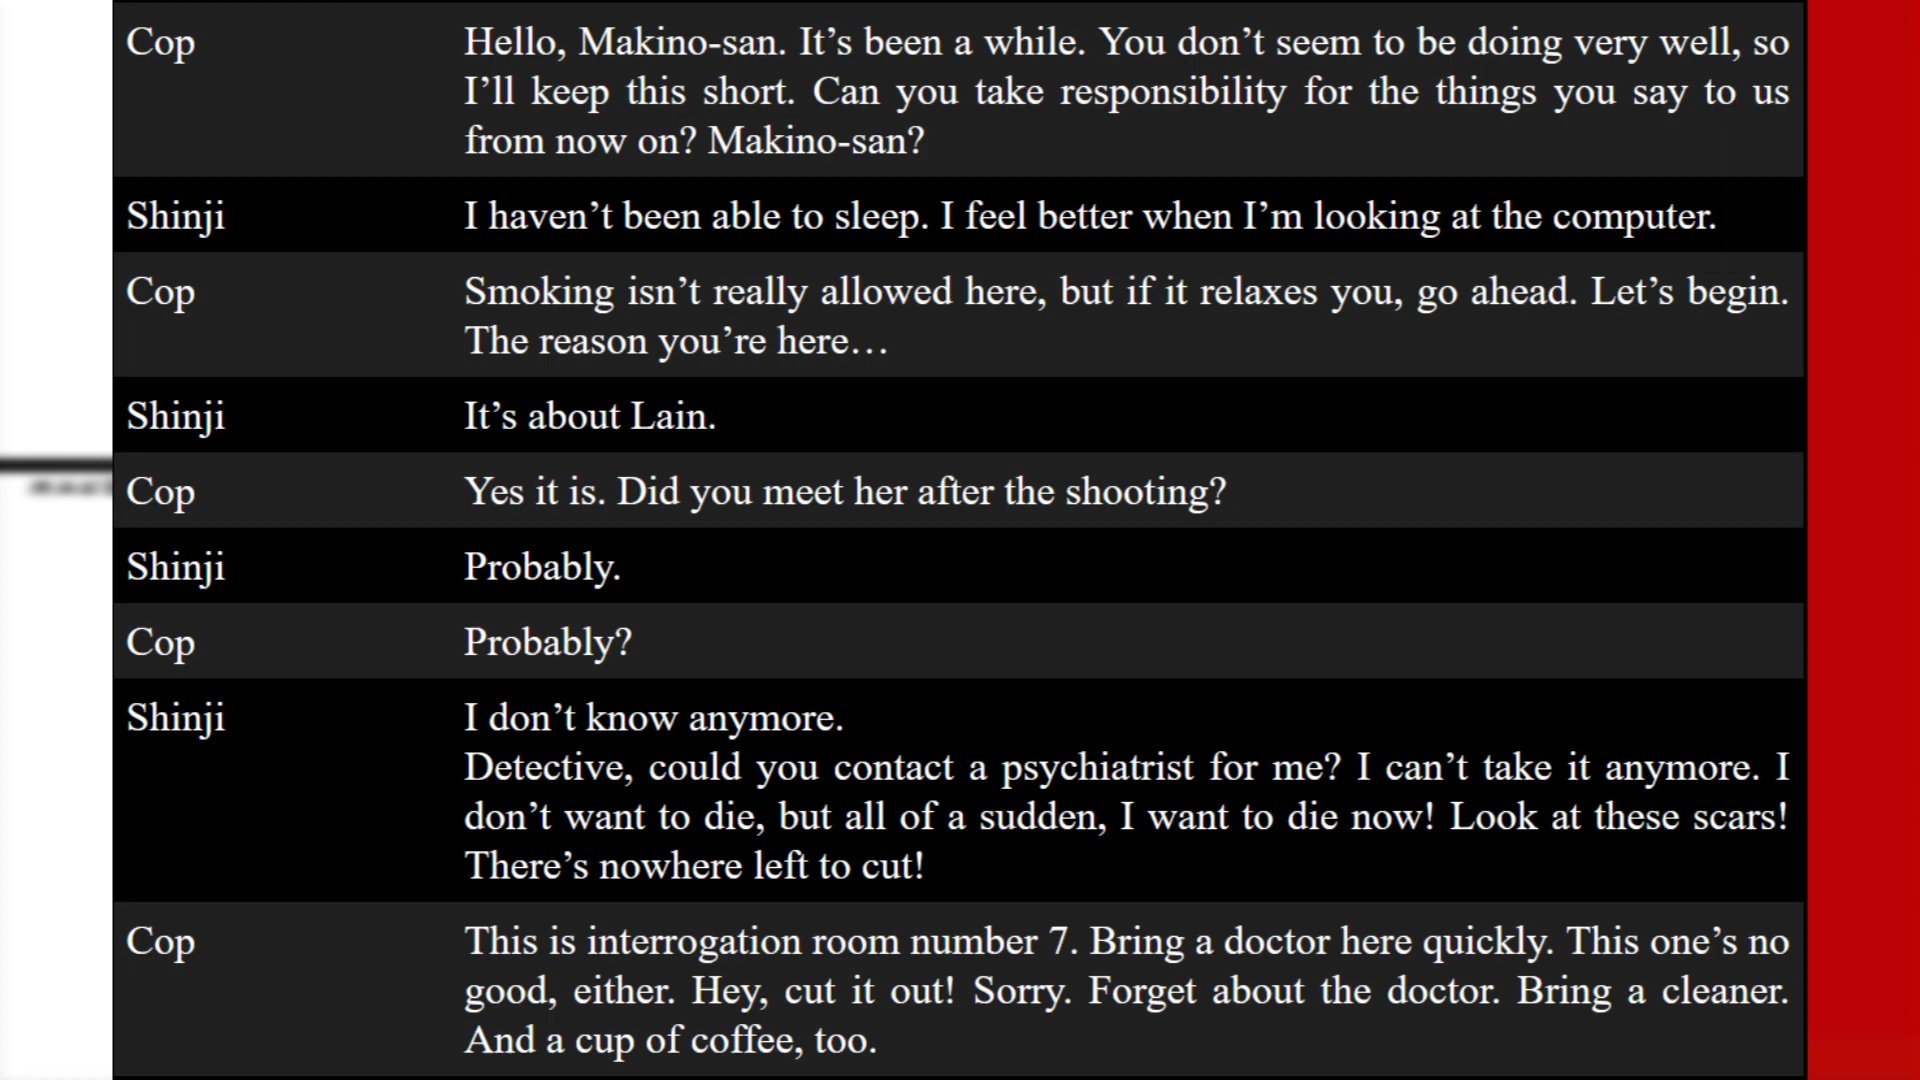 Cop
Hello, Makino-san. It’s been a while. You don’t seem to be doing very well, so
I’ll keep this short. Can you take responsibility for the things you say to us
from now on? Makino-san?
Shinji
I haven’t been able to sleep. I feel better when I’m looking at the computer.
Cop
Smoking isn’t really allowed here, but if it relaxes you, go ahead. Let’s begin.
The reason you’re here…
Shinji
It’s about Lain.
Cop
Yes it is. Did you meet her after the shooting?
Shinji
Probably.
Cop
Probably?
Shinji
I don’t know anymore.
Detective, could you contact a psychiatrist for me? I can’t take it anymore. I
don’t want to die, but all of a sudden, I want to die now! Look at these scars!
There’s nowhere left to cut!
Cop
This is interrogation room number 7. Bring a doctor here quickly. This one’s no
good, either. Hey, cut it out! Sorry. Forget about the doctor. Bring a cleaner.
And a cup of coffee, too.